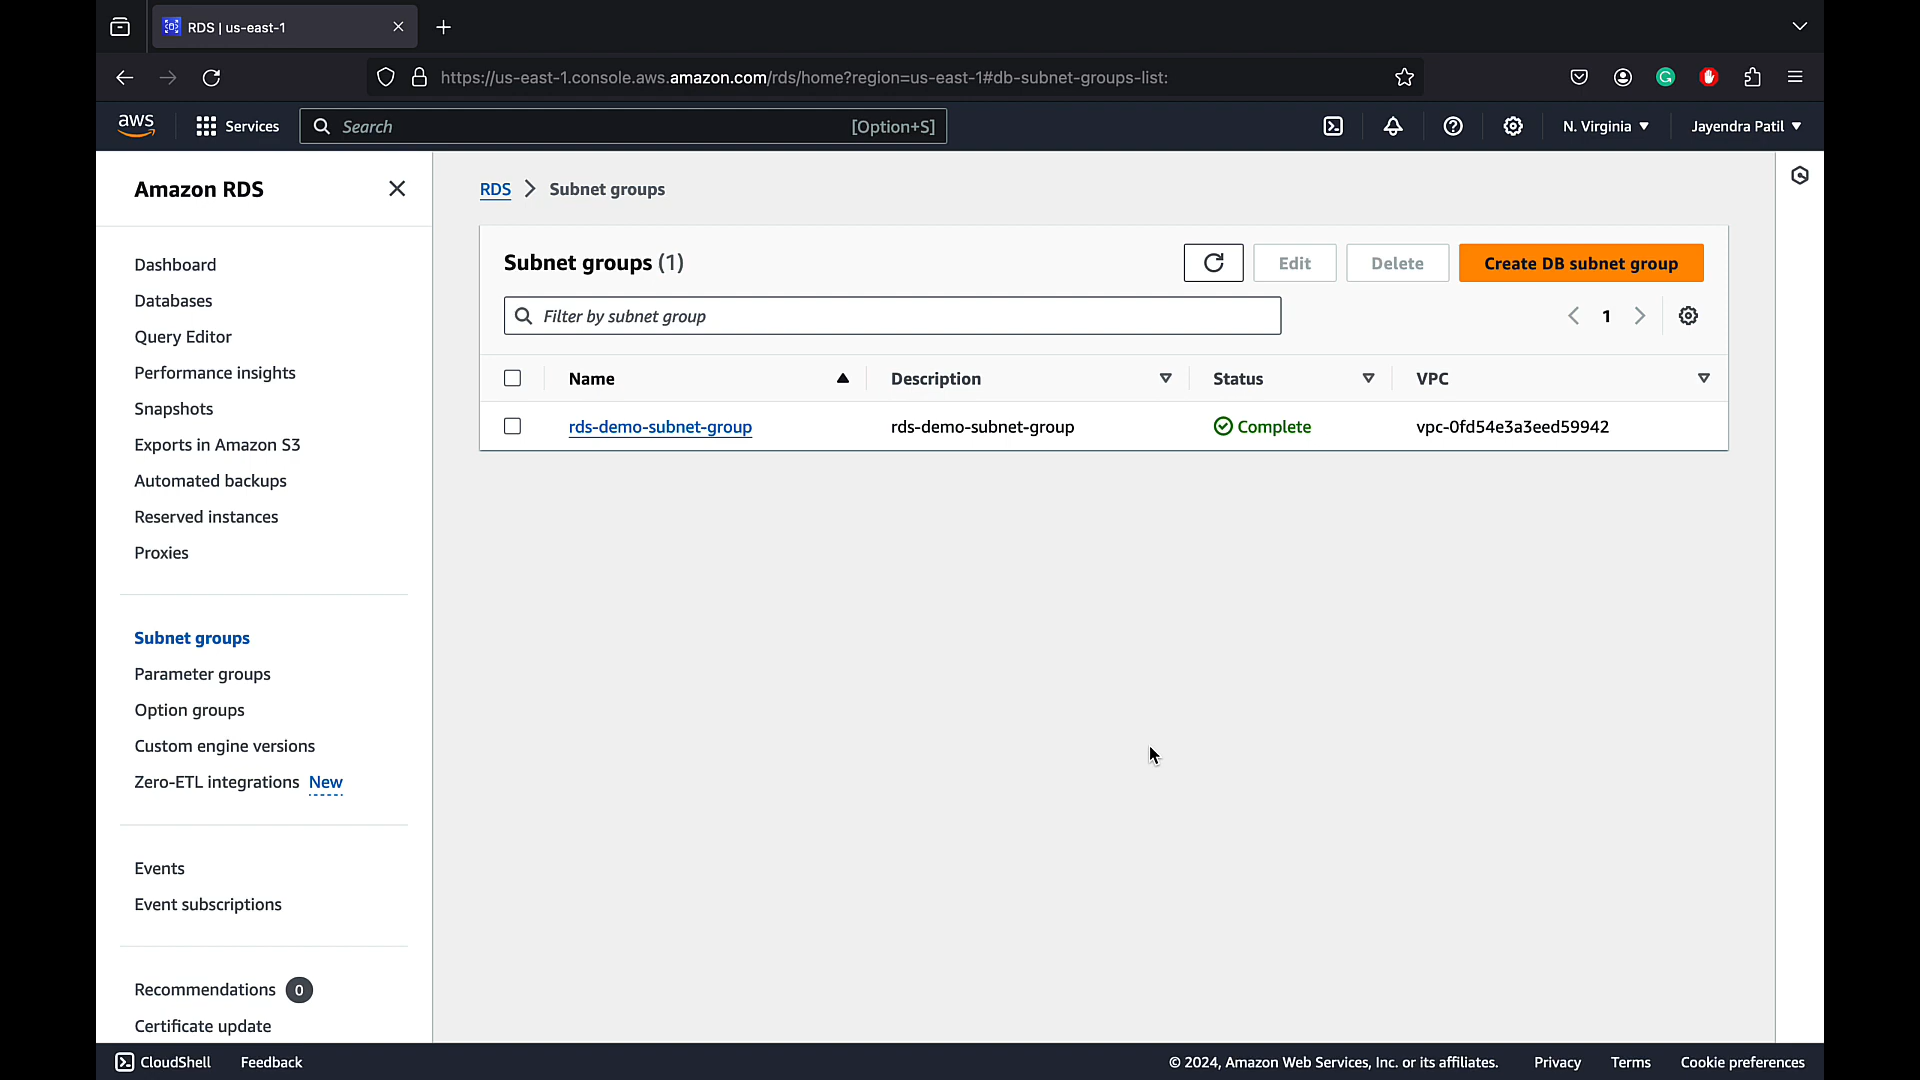 RDS | us-east-1
https://us-east-1.console.aws.amazon.com/rds/home?region=us-east-1#db-subnet-groups-list:
aws Services Search [Option+S] N. Virginia Jayendra Patil
Amazon RDS
Dashboard
Databases
Query Editor
Performance insights
Snapshots
Exports in Amazon S3
Automated backups
Reserved instances
Proxies
Subnet groups
Parameter groups
Option groups
Custom engine versions
Zero-ETL integrations New
Events
Event subscriptions
Recommendations 0
Certificate update
RDS > Subnet groups
Subnet groups (1) Edit Delete Create DB subnet group
Filter by subnet group 1
Name Description Status VPC
rds-demo-subnet-group rds-demo-subnet-group Complete vpc-0fd54e3a3eed59942
CloudShell Feedback © 2024, Amazon Web Services, Inc. or its affiliates. Privacy Terms Cookie preferences